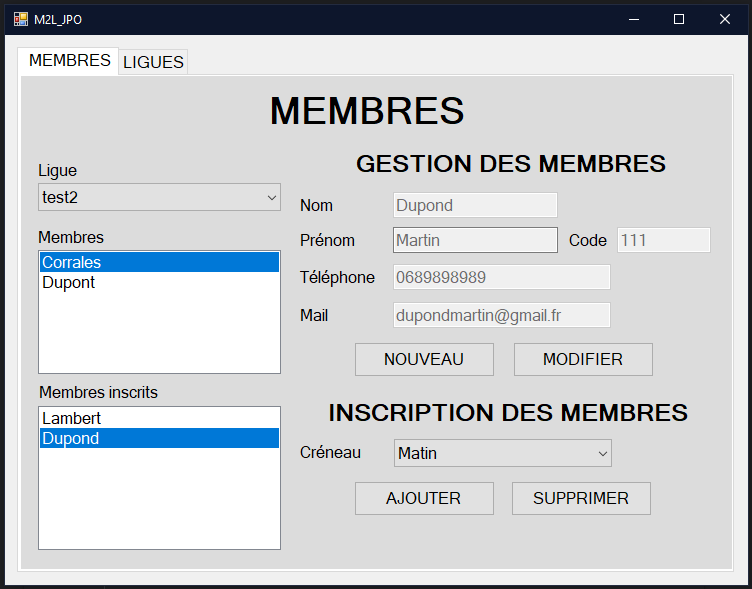 M2L_JPO
MEMBRES LIGUES
MEMBRES
Ligue
test2
Membres
Corrales
Dupont
Membres inscrits
Lambert
Dupond
GESTION DES MEMBRES
Nom Dupond
Prénom Martin Code 111
Téléphone 0689898989
Mail dupondmartin@gmail.fr
NOUVEAU MODIFIER
INSCRIPTION DES MEMBRES
Créneau Matin
AJOUTER SUPPRIMER